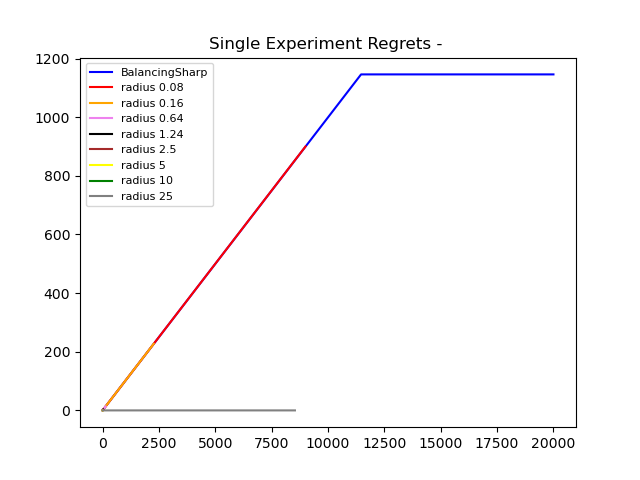 Single Experiment Regrets -
1200
1000
800
600
400
200
0
BalancingSharp
radius 0.08
radius 0.16
radius 0.64
radius 1.24
radius 2.5
radius 5
radius 10
radius 25
0 2500 5000 7500 10000 12500 15000 17500 20000